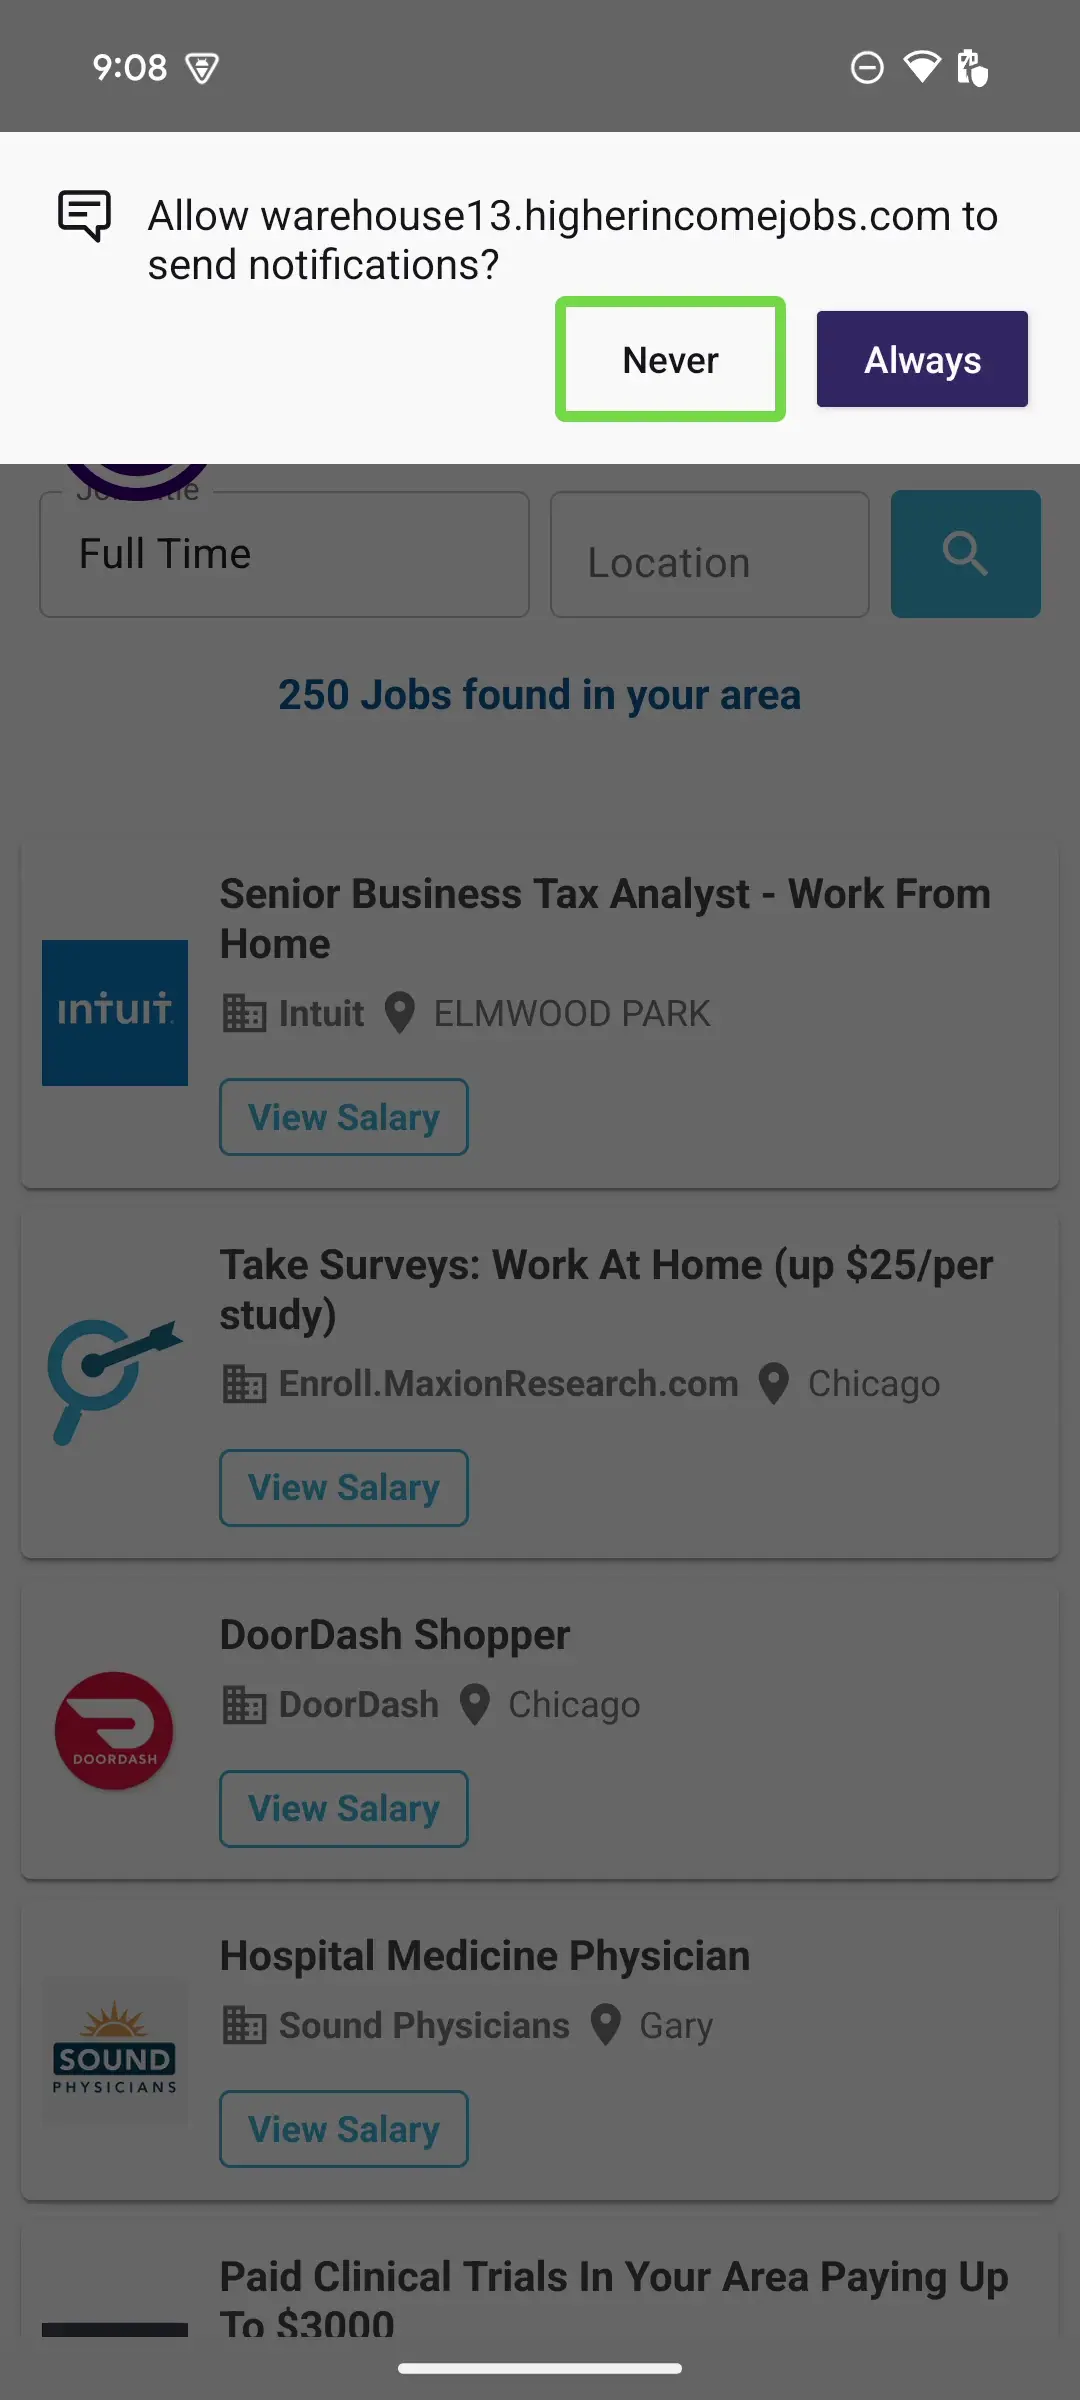 9:08
Allow warehouse13.higherincomejobs.com to
send notifications?
Never
Always
Full Time
Location
250 Jobs found in your area
Senior Business Tax Analyst - Work From
Home
intuit.
Intuit
ELMWOOD PARK
View Salary
Take Surveys: Work At Home (up $25/per
study)
Enroll.MaxionResearch.com
Chicago
View Salary
DoorDash Shopper
DoorDash
Chicago
DOORDASH
View Salary
Hospital Medicine Physician
Sound Physicians
Gary
SOUND
PHYSICIANS
View Salary
Paid Clinical Trials In Your Area Paying Up
To $3000